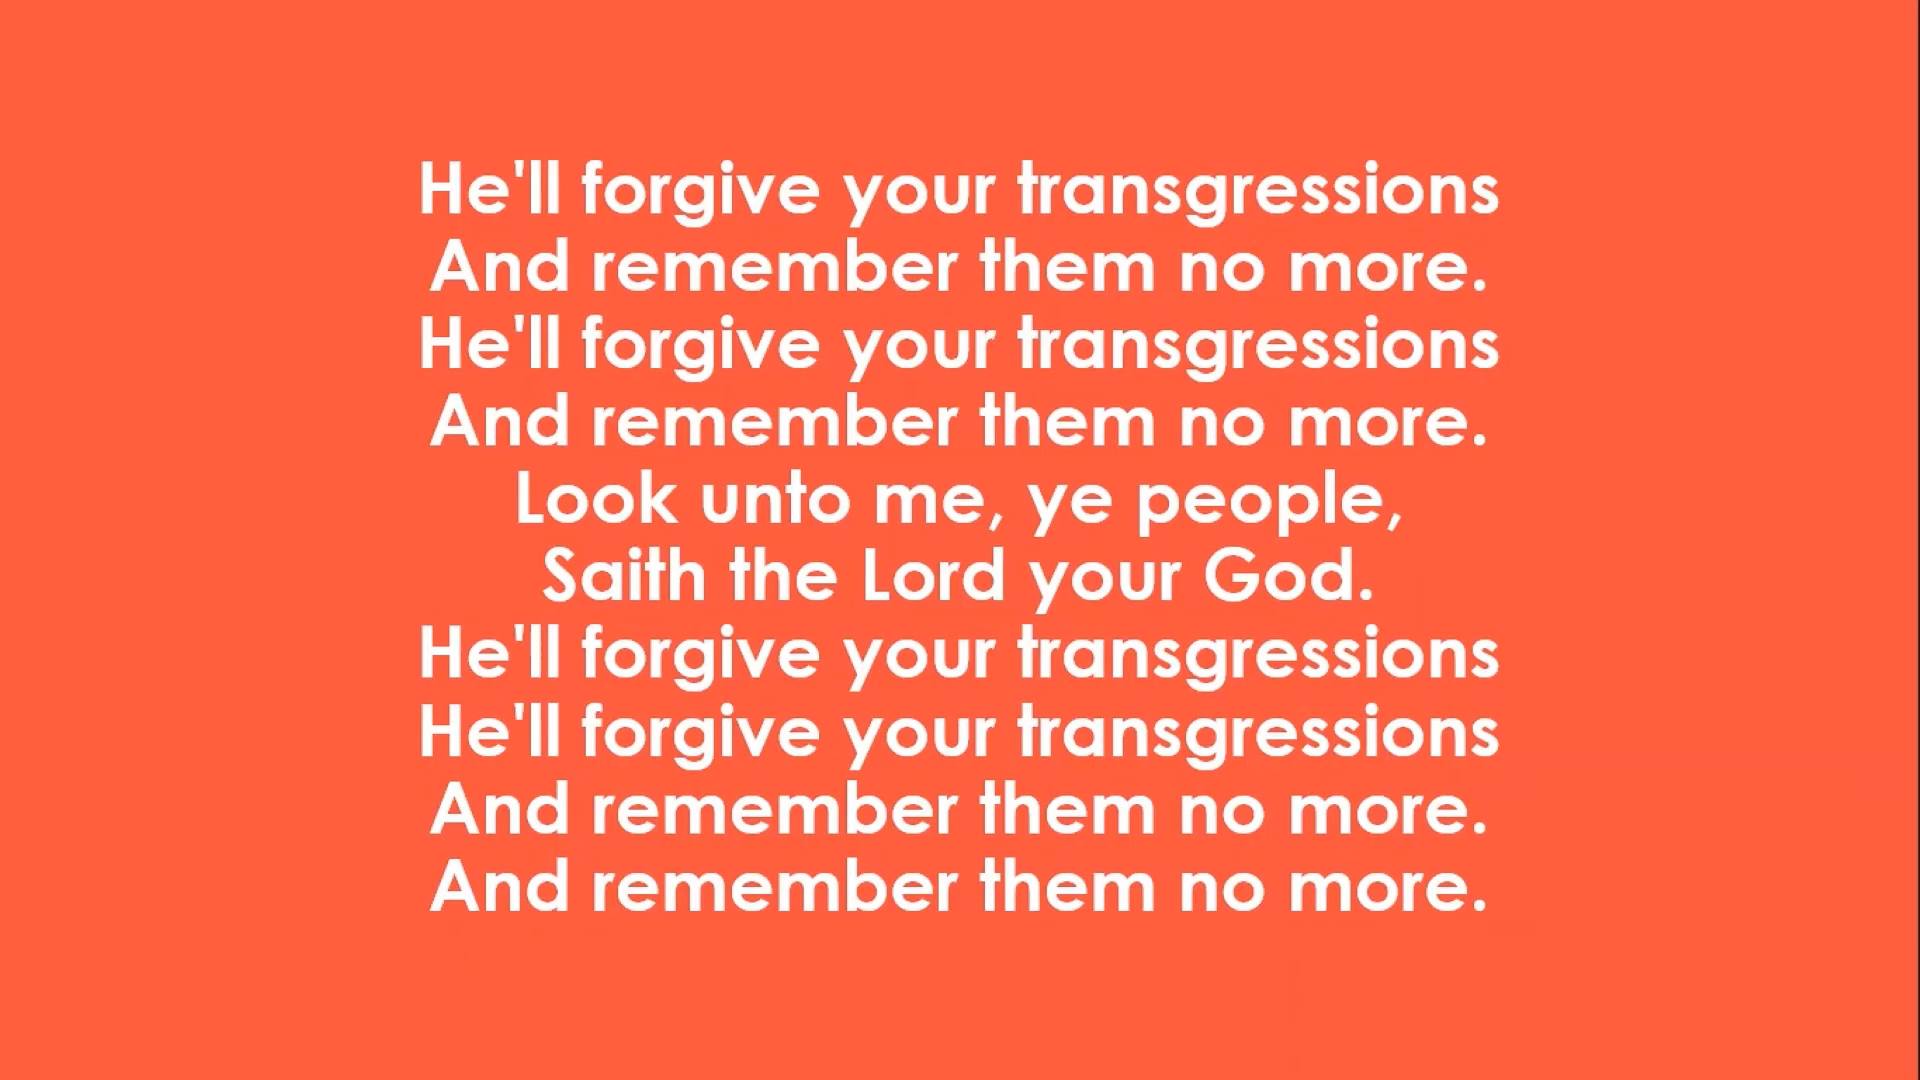 He'll forgive your transgressions
And remember them no more.
He'll forgive your transgressions
And remember them no more.
Look unto me, ye people,
Saith the Lord your God.
He'll forgive your transgressions
He'll forgive your transgressions
And remember them no more.
And remember them no more.